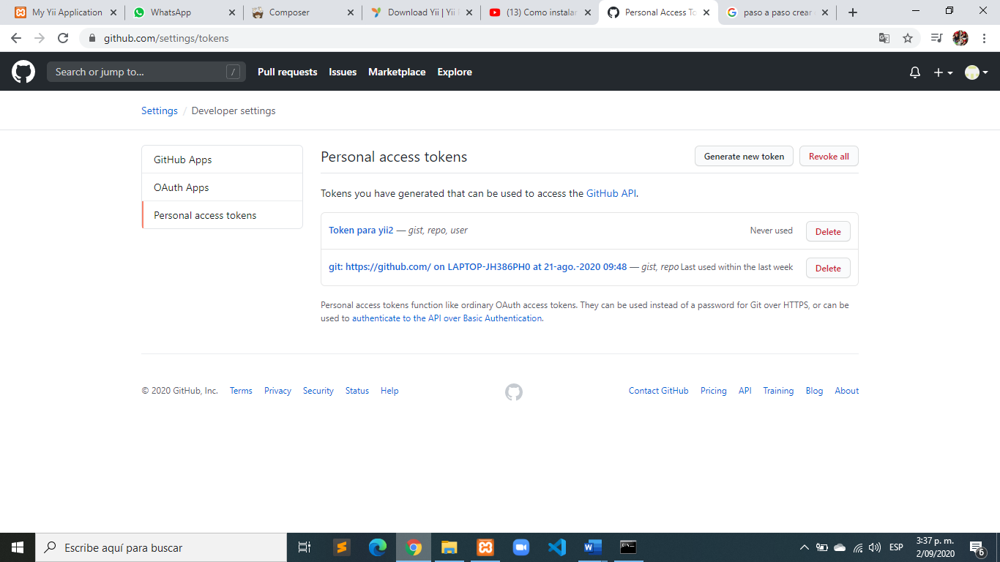 My Yii Application
WhatsApp
Composer
Download Yii | Yii
(13) Como instalar
Personal Access To
paso a paso crear
github.com/settings/tokens
Search or jump to... /
Pull requests Issues Marketplace Explore
Settings / Developer settings
GitHub Apps
OAuth Apps
Personal access tokens
Personal access tokens
Generate new token
Revoke all
Tokens you have generated that can be used to access the GitHub API.
Token para yii2 — gist, repo, user Never used Delete
git: https://github.com/ on LAPTOP-JH386PH0 at 21-ago.-2020 09:48 — gist, repo Last used within the last week Delete
Personal access tokens function like ordinary OAuth access tokens. They can be used instead of a password for Git over HTTPS, or can be
used to authenticate to the API over Basic Authentication.
© 2020 GitHub, Inc. Terms Privacy Security Status Help Contact GitHub Pricing API Training Blog About
Escribe aquí para buscar
ESP
3:37 p. m.
2/09/2020
6